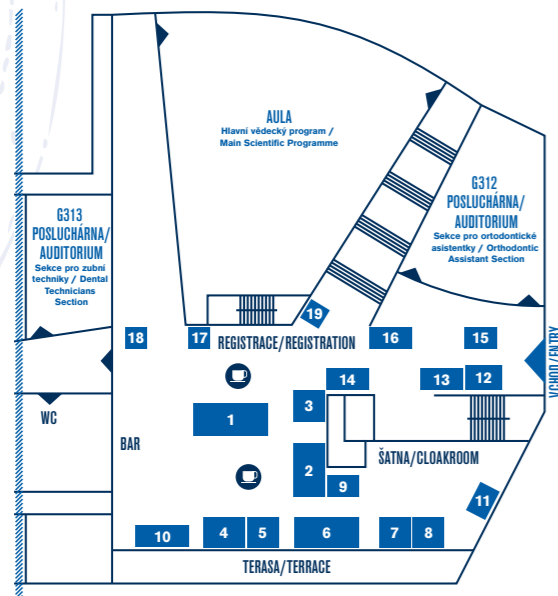 AULA
Hlavní vědecký program /
Main Scientific Programme
G312
POSLUCHÁRNA/
AUDITORIUM
Sekce pro ortodontické
asistentky / Orthodontic
Assistant Section
G313
POSLUCHÁRNA/
AUDITORIUM
Sekce pro zubní
techniky / Dental
Technicians
Section
18
17
19
16
15
REGISTRACE/REGISTRATION
VCHOD/ENTRY
14
13
12
3
1
WC
BAR
2
ŠATNA/CLOAKROOM
9
11
10
4
5
6
7
8
TERASA/TERRACE